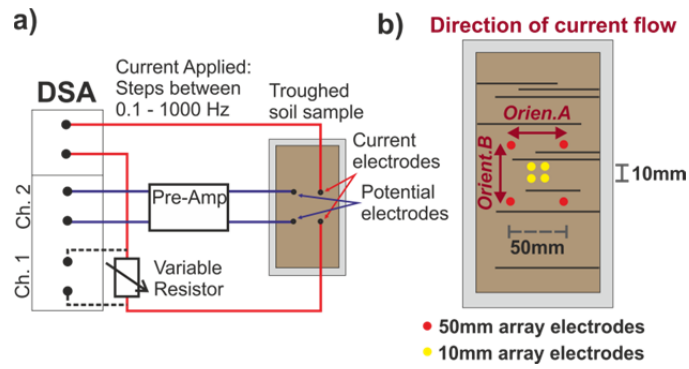 a)
DSA
Current Applied:
Steps between
0.1 - 1000 Hz
Troughed
soil sample
Current
electrodes
Potential
electrodes
Ch. 2
Pre-Amp
Ch. 1
Variable
Resistor
b)
Direction of current flow
Orien.A
Orient.B
10mm
50mm
50mm array electrodes
10mm array electrodes